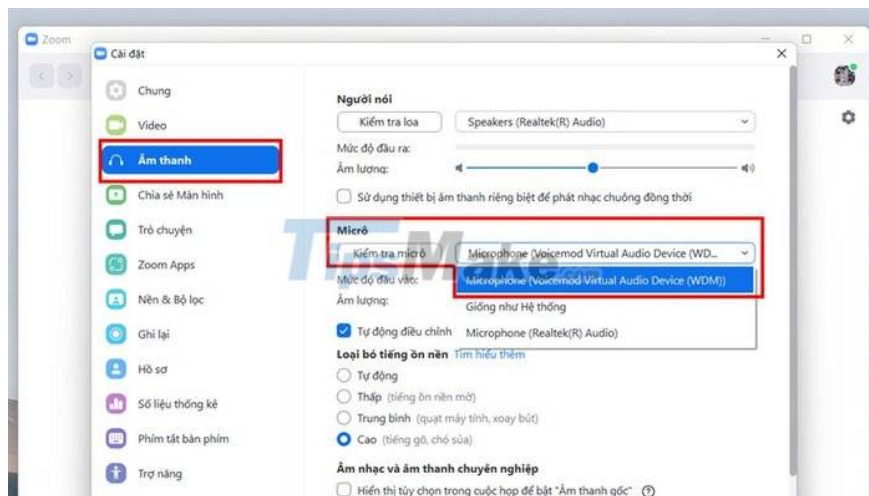 Zoom
Cài đặt
Chung
Video
Âm thanh
Chia sẻ Màn hình
Trò chuyện
Zoom Apps
Nền & Bộ lọc
Ghi lại
Hồ sơ
Số liệu thống kê
Phím tắt bàn phím
Trợ năng
Người nói
Kiểm tra loa
Speakers (Realtek(R) Audio)
Mức độ đầu ra:
Âm lượng:
Sử dụng thiết bị âm thanh riêng biệt để phát nhạc chuông đồng thời
Micrô
Kiểm tra micrô
Microphone (Voicemod Virtual Audio Device (WD...
Mức độ đầu vào:
Microphone (Voicemod Virtual Audio Device (WDM))
Âm lượng:
Giống như Hệ thống
Tự động điều chỉnh
Microphone (Realtek(R) Audio)
Loại bỏ tiếng ồn nền Tìm hiểu thêm
Tự động
Thấp (tiếng ồn nền mờ)
Trung bình (quạt máy tính, xoay bút)
Cao (tiếng gõ, chó sủa)
Âm nhạc và âm thanh chuyên nghiệp
Hiển thị tùy chọn trong cuộc họp để bật "Âm thanh gốc"
TipsMake.com